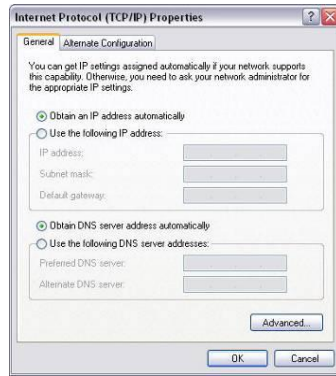 Internet Protocol (TCP/IP) Properties
General
Alternate Configuration
You can get IP settings assigned automatically if your network supports
this capability. Otherwise, you need to ask your network administrator for
the appropriate IP settings.
Obtain an IP address automatically
Use the following IP address:
IP address:
Subnet mask:
Default gateway:
Obtain DNS server address automatically
Use the following DNS server addresses:
Preferred DNS server:
Alternate DNS server:
Advanced...
OK
Cancel